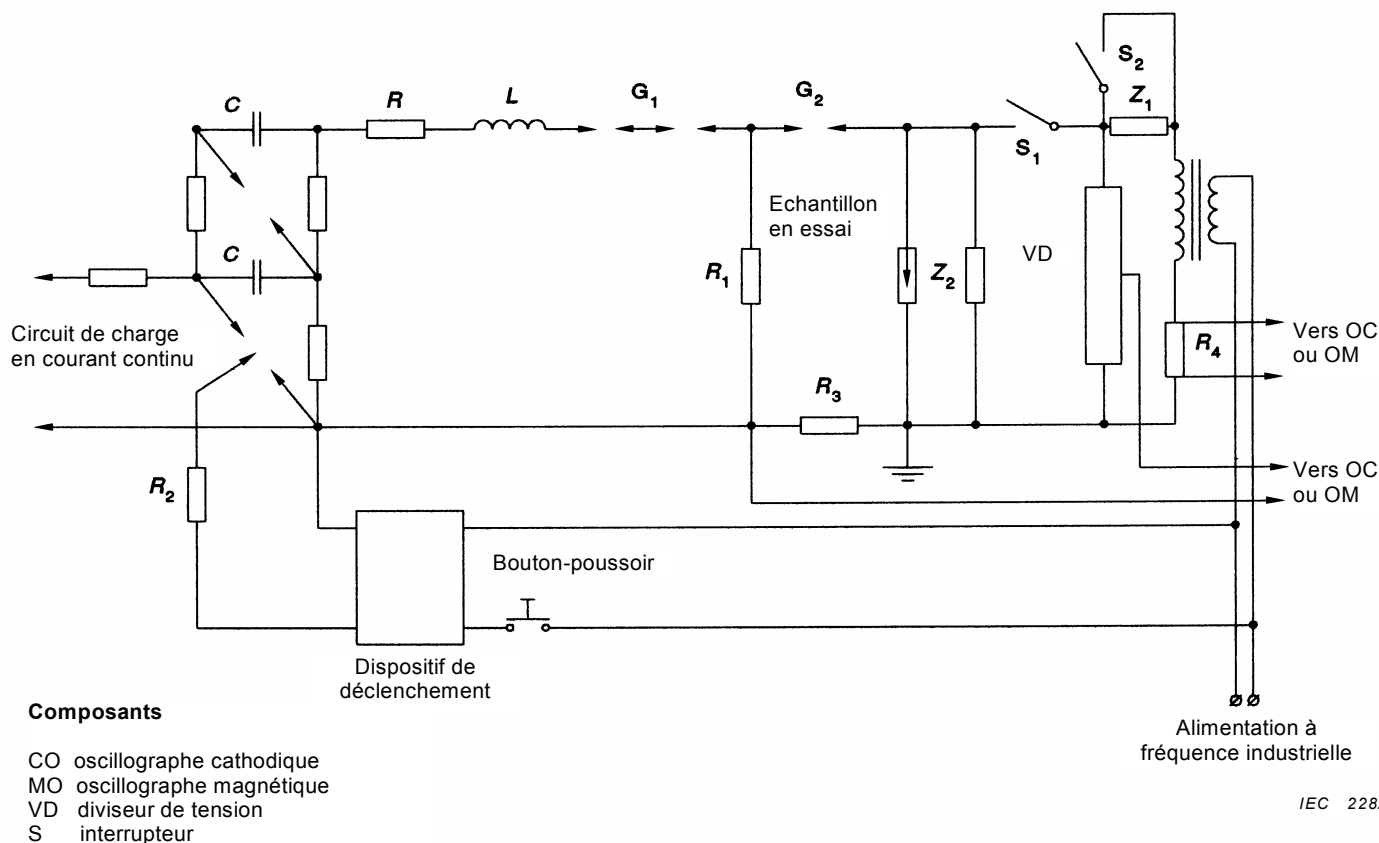 S2
C
R
L
G1
G2
Z1
S1
Echantillon
en essai
VD
C
R1
Z2
Circuit de charge
en courant continu
R4
Vers OC
ou OM
R3
R2
Vers OC
ou OM
Bouton-poussoir
Dispositif de
déclenchement
Composants
Alimentation à
fréquence industrielle
CO oscillographe cathodique
MO oscillographe magnétique
VD diviseur de tension
S interrupteur
IEC 228